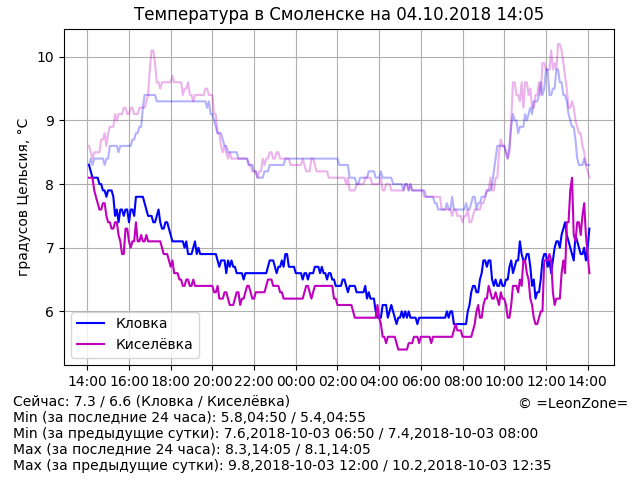 Температура в Смоленске на 04.10.2018 14:05
градусов Цельсия, °C
10
9
8
7
6
Кловка
Киселёвка
14:00 16:00 18:00 20:00 22:00 00:00 02:00 04:00 06:00 08:00 10:00 12:00 14:00
Сейчас: 7.3 / 6.6 (Кловка / Киселёвка)
© =LeonZone=
Min (за последние 24 часа): 5.8,04:50 / 5.4,04:55
Min (за предыдущие сутки): 7.6,2018-10-03 06:50 / 7.4,2018-10-03 08:00
Max (за последние 24 часа): 8.3,14:05 / 8.1,14:05
Max (за предыдущие сутки): 9.8,2018-10-03 12:00 / 10.2,2018-10-03 12:35